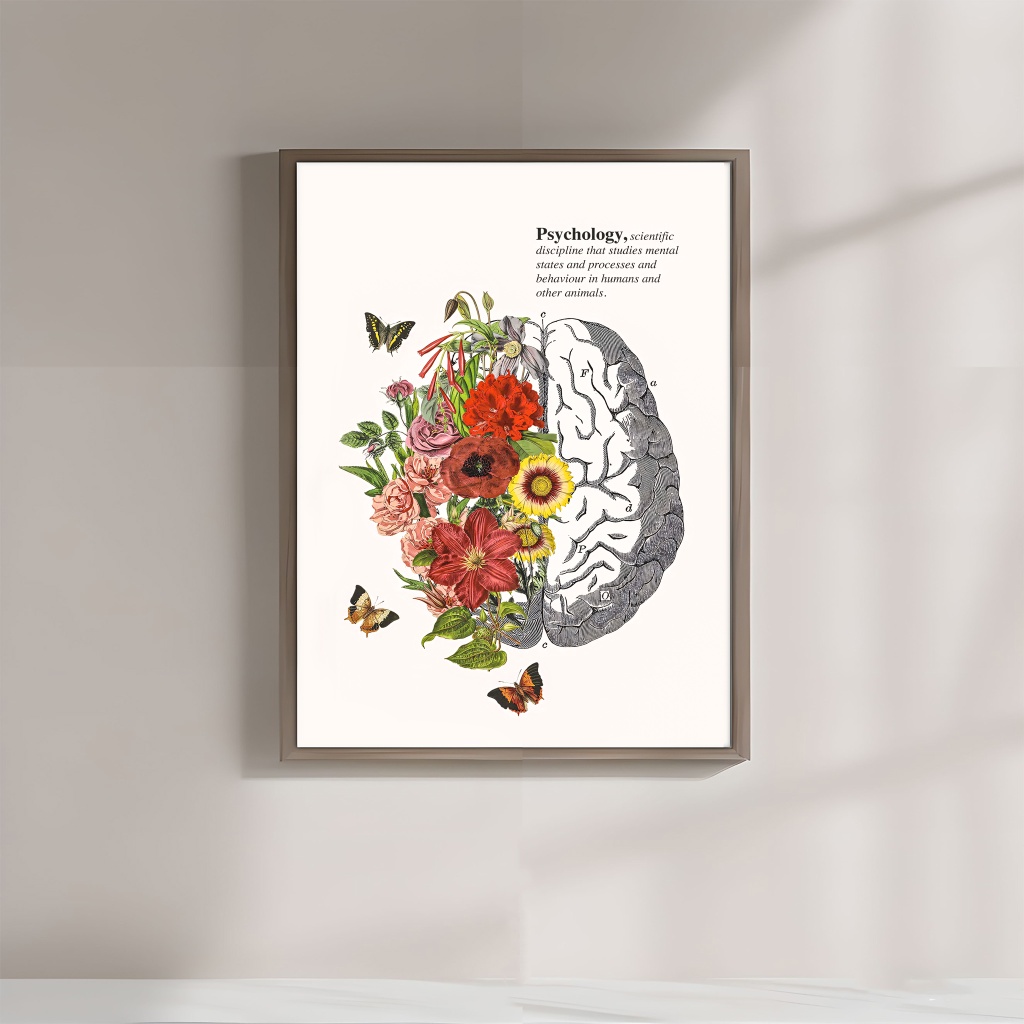 Psychology, scientific
discipline that studies mental
states and processes and
behaviour in humans and
other animals.
c
F
a
d
P
O
c